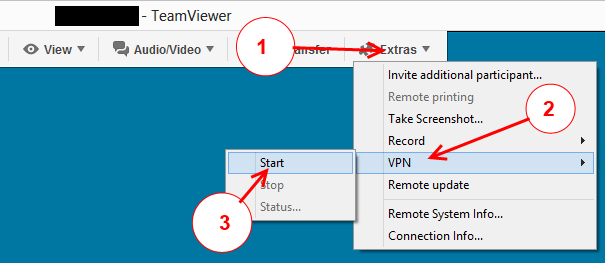 - TeamViewer
View
Audio/Video
ansfer
Extras
1
Invite additional participant...
Remote printing
Take Screenshot...
2
Record
VPN
Start
Remote update
Stop
Status...
3
Remote System Info...
Connection Info...